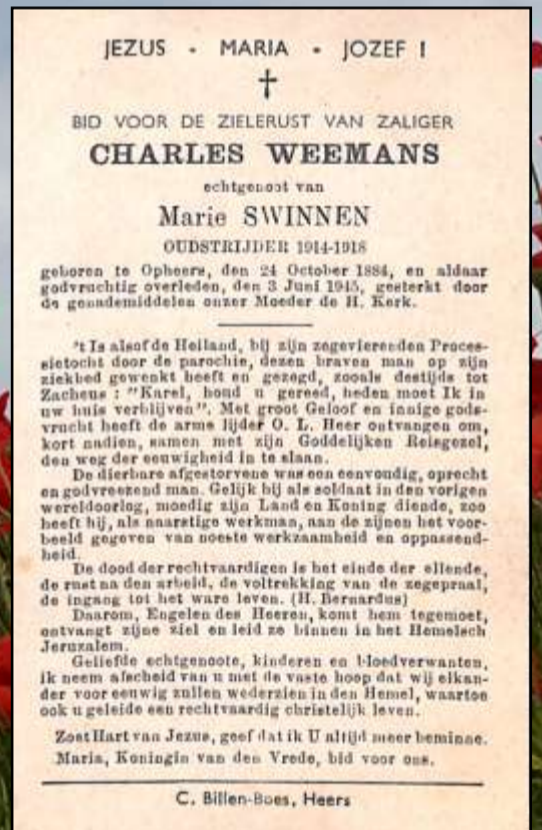 JEZUS - MARIA - JOZEF !
BID VOOR DE ZIELERUST VAN ZALIGER
CHARLES WEEMANS
echtgenoot van
Marie SWINNEN
OUDSTRIJDER 1914-1918
geboren te Opheers, den 24 October 1884, en aldaar
godvruchtig overleden, den 3 Juni 1945, gesterkt door
de genademiddelen onzer Moeder de H. Kerk.
't Is alsof de Heiland, bij zijn zegevierenden Proces-
sietocht door de parochie, dezen braven man op zijn
ziekbed gewenkt heeft en gezegd, zooals destijds tot
Zacheus : "Karel, houd u gereed, heden moet Ik in
uw huis verblijven". Met groot Geloof en innige gods-
vrucht heeft de arme lijder O. L. Heer ontvangen om,
kort nadien, samen met zijn Goddelijken Reisgezel,
den weg der eeuwigheid in te slaan.
De dierbare afgestorvene was een eenvoudig, oprecht
en godvreezend man. Gelijk hij als soldaat in den vorigen
wereldoorlog, moedig zijn Land en Koning diende, zoo
heeft hij, als naarstige werkman, aan de zijnen het voor-
beeld gegeven van noeste werkzaamheid en oppassend-
heid.
De dood der rechtvaardigen is het einde der ellende,
de rust na den arbeid, de voltrekking van de zegepraal,
de ingang tot het ware leven. (H. Bernardus)
Daarom, Engelen des Heeren, komt hem tegemoet,
ontvangt zijne ziel en leid ze binnen in het Hemelsch
Jeruzalem.
Geliefde echtgenoote, kinderen en bloedverwanten,
ik neem afscheid van u met de vaste hoop dat wij elkan-
der voor eeuwig zullen wederzien in den Hemel, waartoe
ook u geleide een rechtvaardig christelijk leven.
Zoet Hart van Jezus, geef dat ik U altijd meer beminne.
Maria, Koningin van den Vrede, bid voor ons.
C. Billen-Boes, Heers